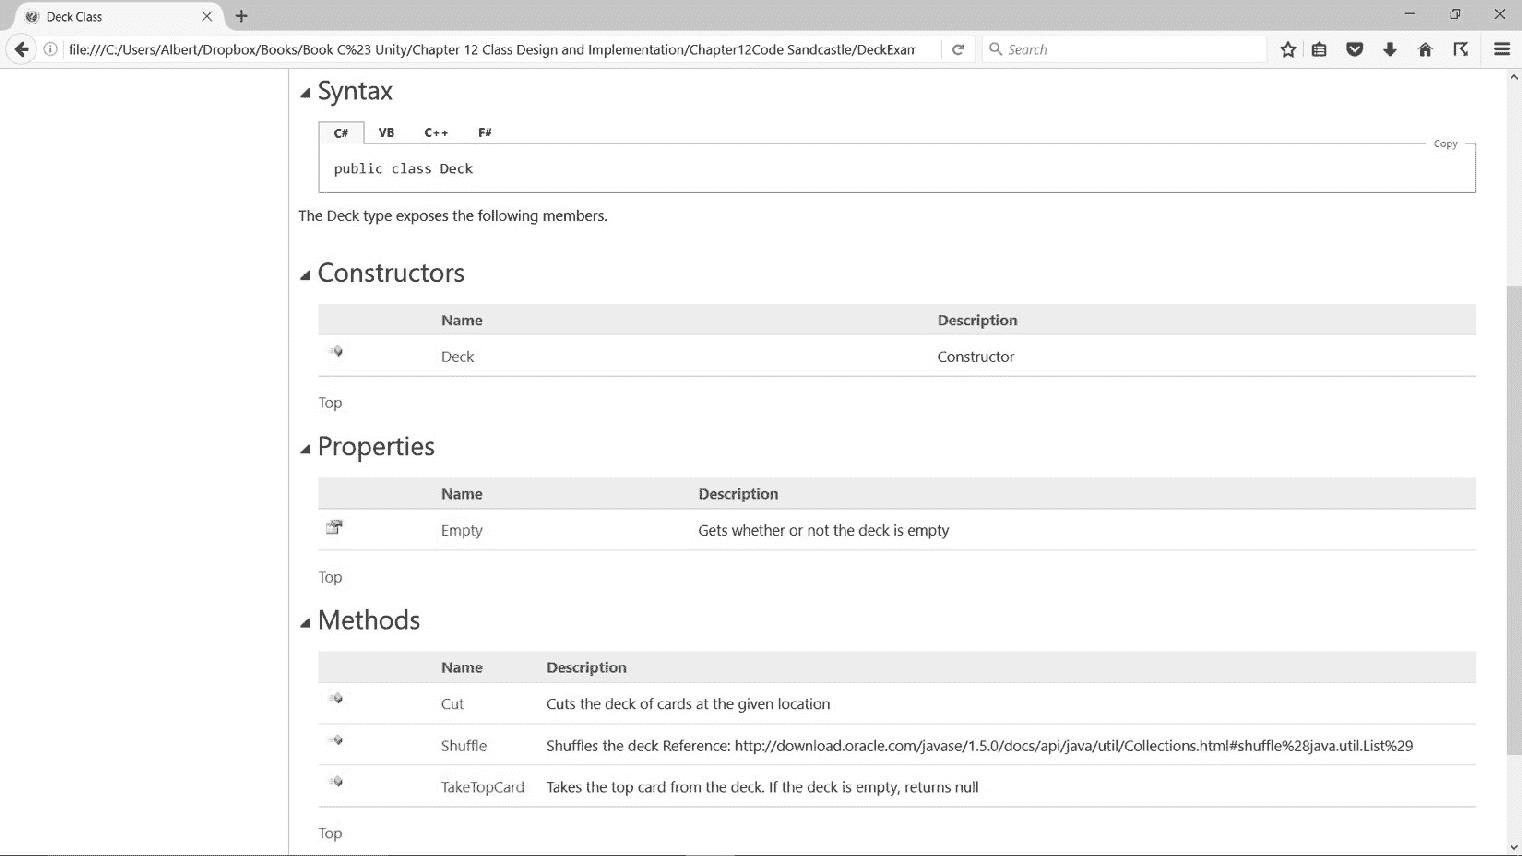 Deck Class
file:///C:/Users/Albert/Dropbox/Books/Book C%23 Unity/Chapter 12 Class Design and Implementation/Chapter12Code Sandcastle/DeckExam
Search
Syntax
C# VB C++ F#
Copy
public class Deck
The Deck type exposes the following members.
Constructors
Name Description
Deck Constructor
Top
Properties
Name Description
Empty Gets whether or not the deck is empty
Top
Methods
Name Description
Cut Cuts the deck of cards at the given location
Shuffle Shuffles the deck Reference: http://download.oracle.com/javase/1.5.0/docs/api/java/util/Collections.html#shuffle%28java.util.List%29
TakeTopCard Takes the top card from the deck. If the deck is empty, returns null
Top